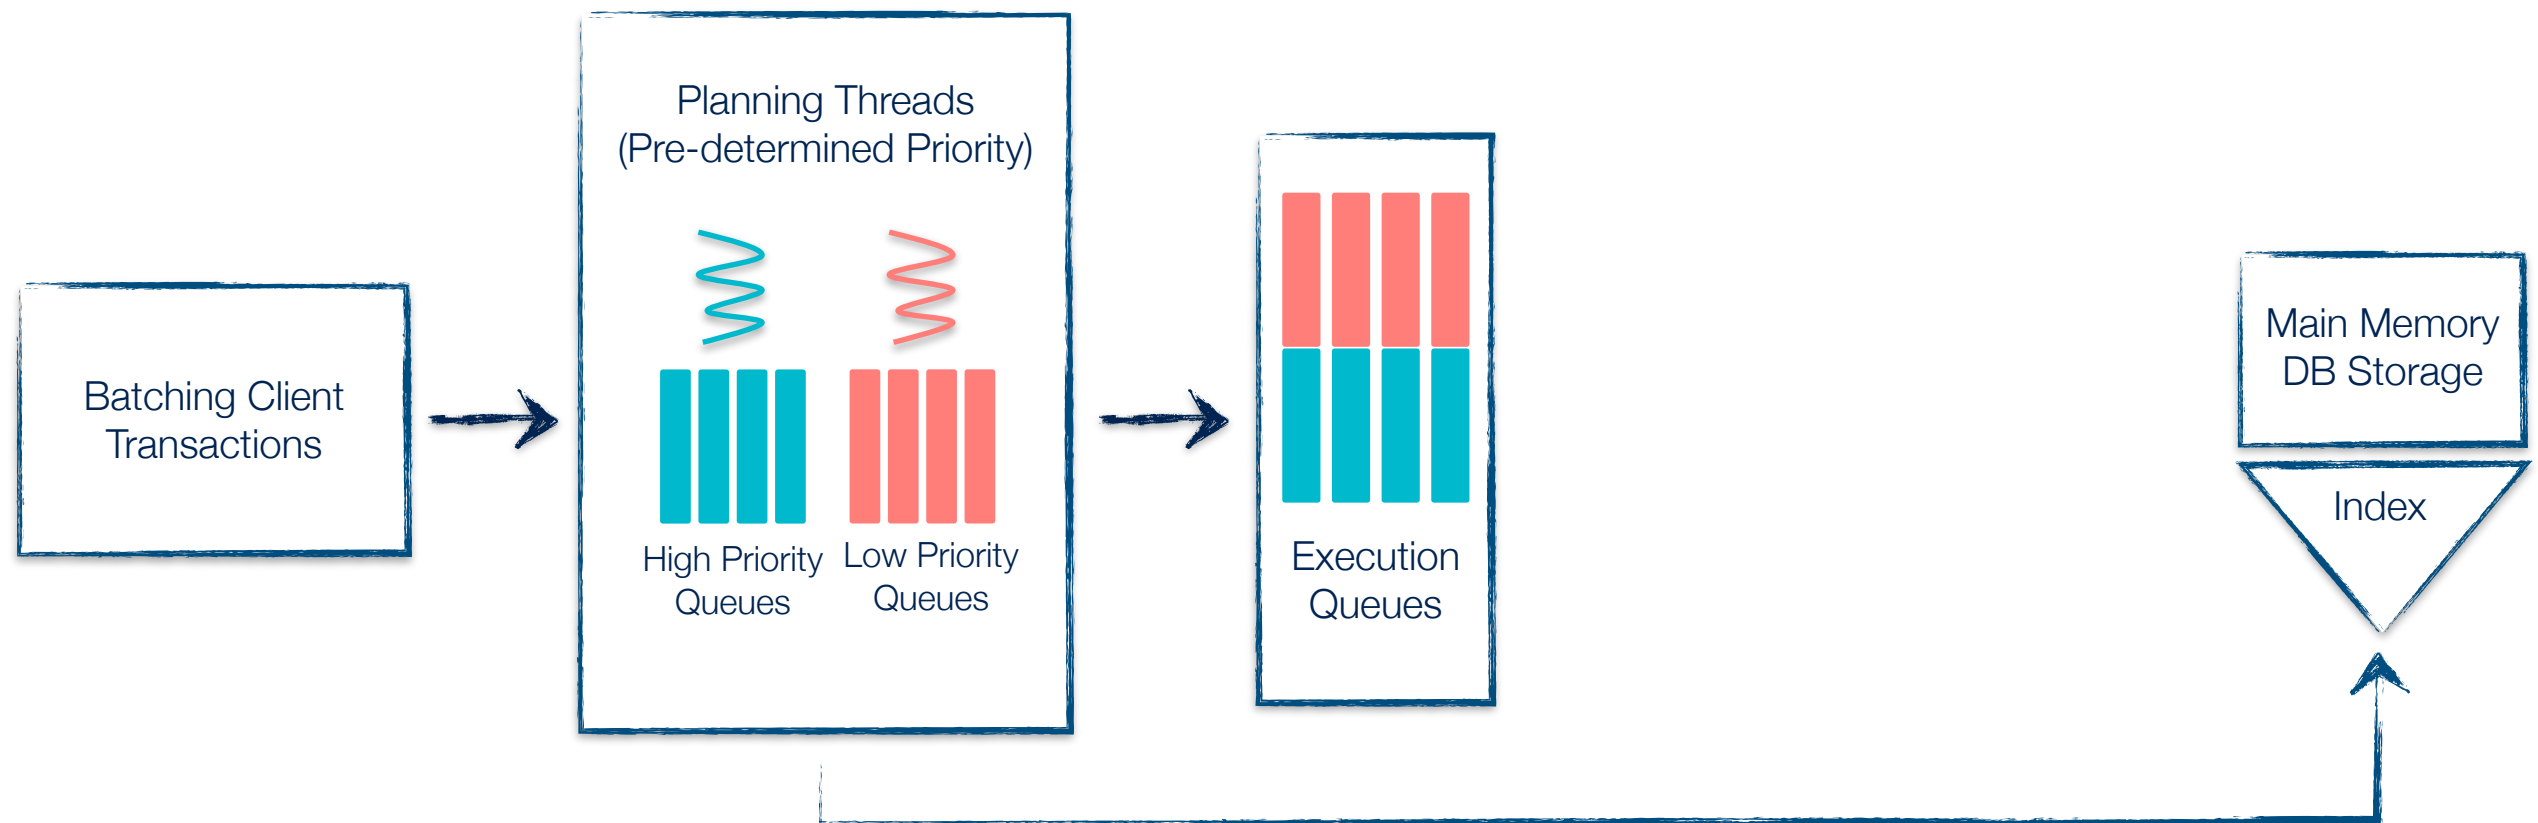 Batching Client
Transactions
Planning Threads
(Pre-determined Priority)
High Priority
Queues
Low Priority
Queues
Execution
Queues
Main Memory
DB Storage
Index